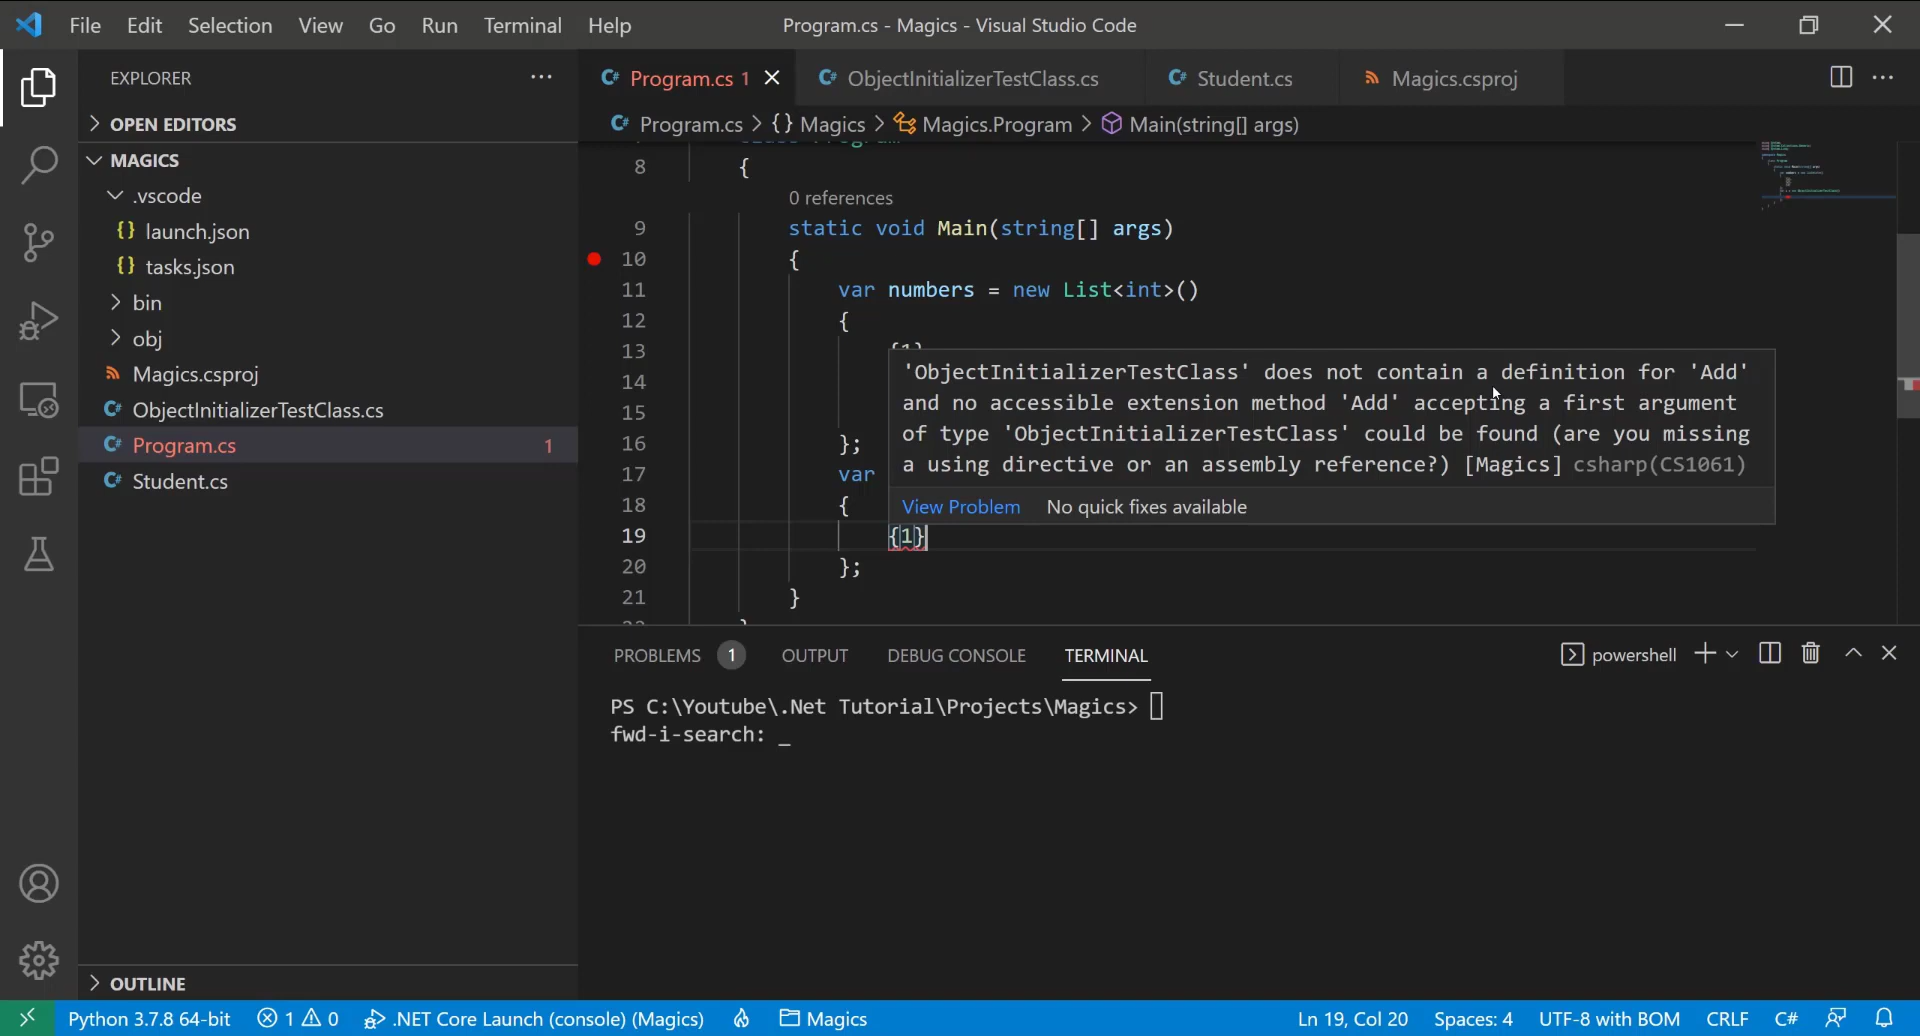 File Edit Selection View Go Run Terminal Help Program.cs - Magics - Visual Studio Code
EXPLORER
OPEN EDITORS
MAGICS
.vscode
{} launch.json
{} tasks.json
bin
obj
Magics.csproj
C# ObjectInitializerTestClass.cs
C# Program.cs 1
C# Student.cs
OUTLINE
C# Program.cs 1 C# ObjectInitializerTestClass.cs C# Student.cs Magics.csproj
C# Program.cs > {} Magics > Magics.Program > Main(string[] args)
8 {
0 references
9 static void Main(string[] args)
10 {
11 var numbers = new List<int>()
12 {
13 {1}
14
15
16 };
17 var
18 {
19 {1}
20 };
21 }
'ObjectInitializerTestClass' does not contain a definition for 'Add'
and no accessible extension method 'Add' accepting a first argument
of type 'ObjectInitializerTestClass' could be found (are you missing
a using directive or an assembly reference?) [Magics] csharp(CS1061)
View Problem No quick fixes available
PROBLEMS 1 OUTPUT DEBUG CONSOLE TERMINAL powershell
PS C:\Youtube\.Net Tutorial\Projects\Magics>
fwd-i-search: _
Python 3.7.8 64-bit 1 0 .NET Core Launch (console) (Magics) Magics Ln 19, Col 20 Spaces: 4 UTF-8 with BOM CRLF C#